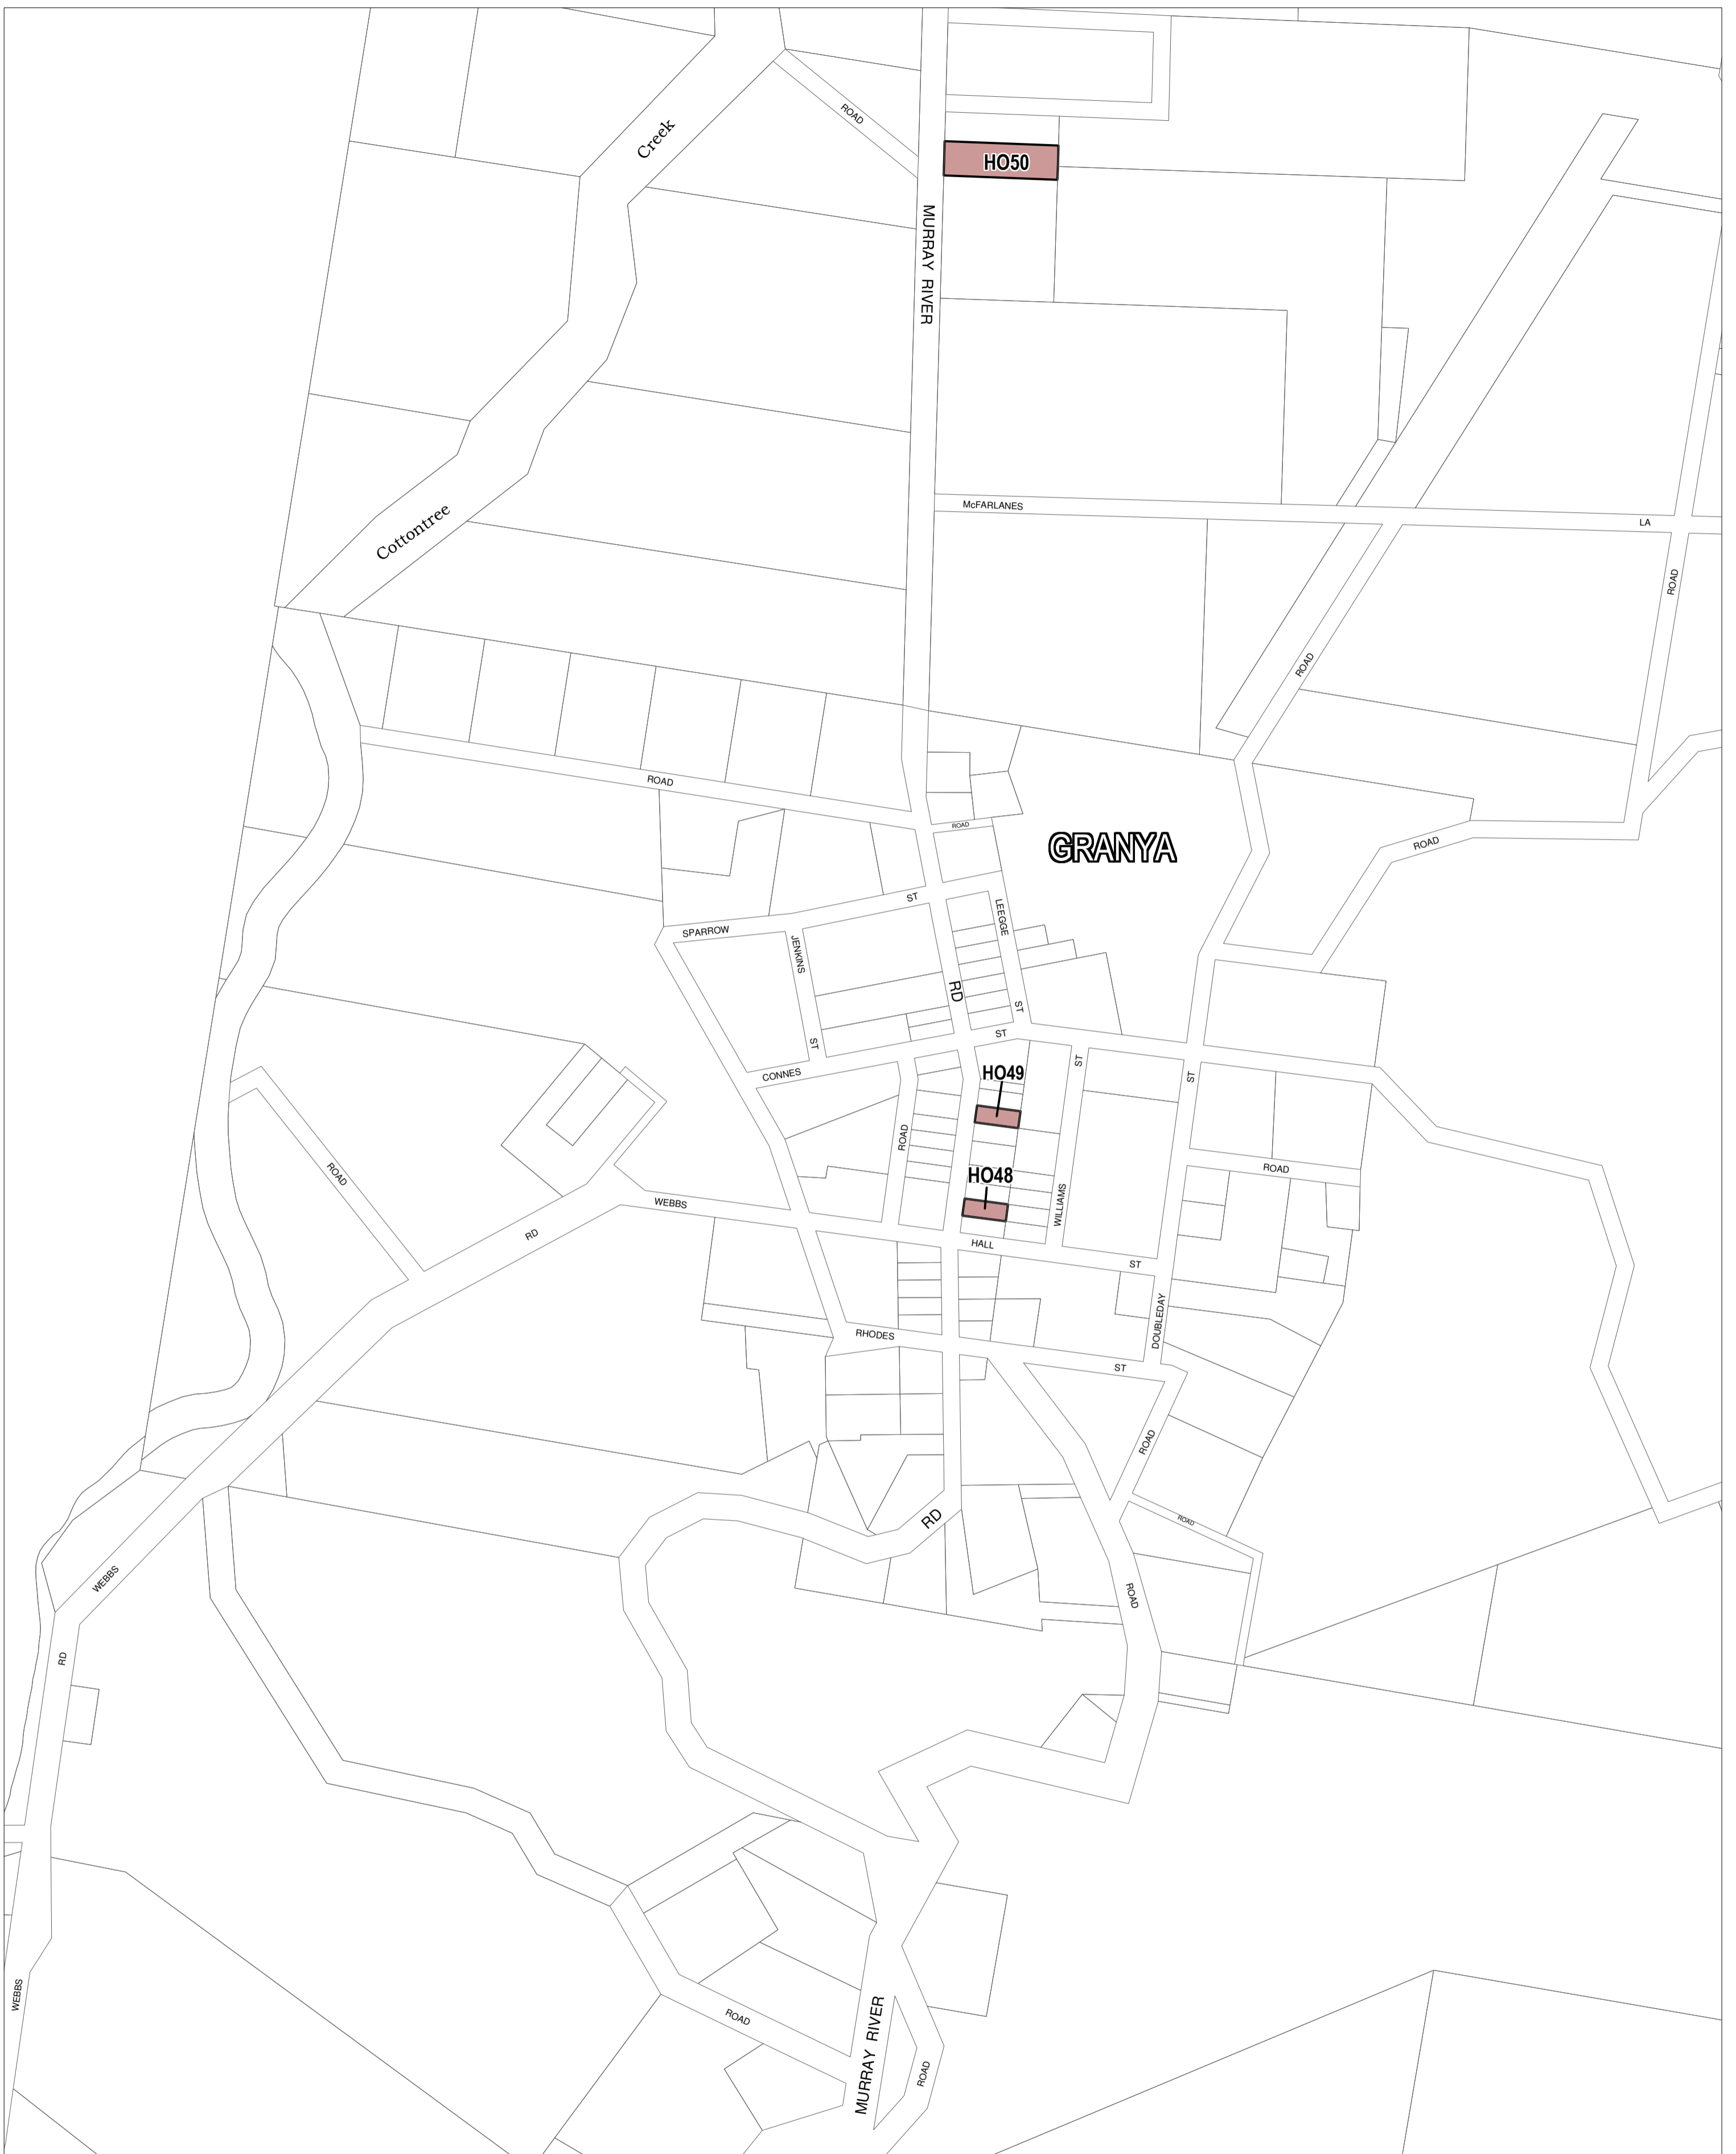 ROAD
Creek
HO50
MURRAY RIVER
McFARLANES
LA
Cottontree
ROAD
ROAD
ROAD
ROAD
GRANYA
ROAD
ST
LEEGGE
SPARROW
JENKINS
RD
ST
ST
ST
CONNES
HO49
ST
ST
ROAD
ROAD
ROAD
HO48
WEBBS
WILLIAMS
RD
HALL
ST
DOUBLEDAY
RHODES
ST
ROAD
RD
ROAD
WEBBS
ROAD
RD
WEBBS
ROAD
MURRAY RIVER
ROAD